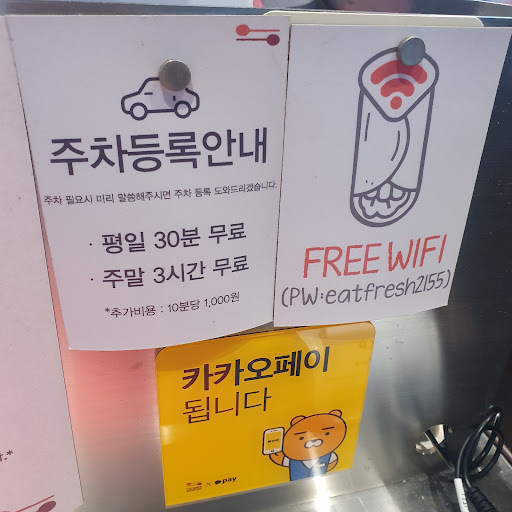 주차등록안내
주차 필요시 미리 말씀해주시면 주차 등록 도와드리겠습니다.
· 평일 30분 무료
· 주말 3시간 무료
*추가비용 : 10분당 1,000원
FREE WIFI
(PW:eatfresh2155)
카카오페이
됩니다
pay